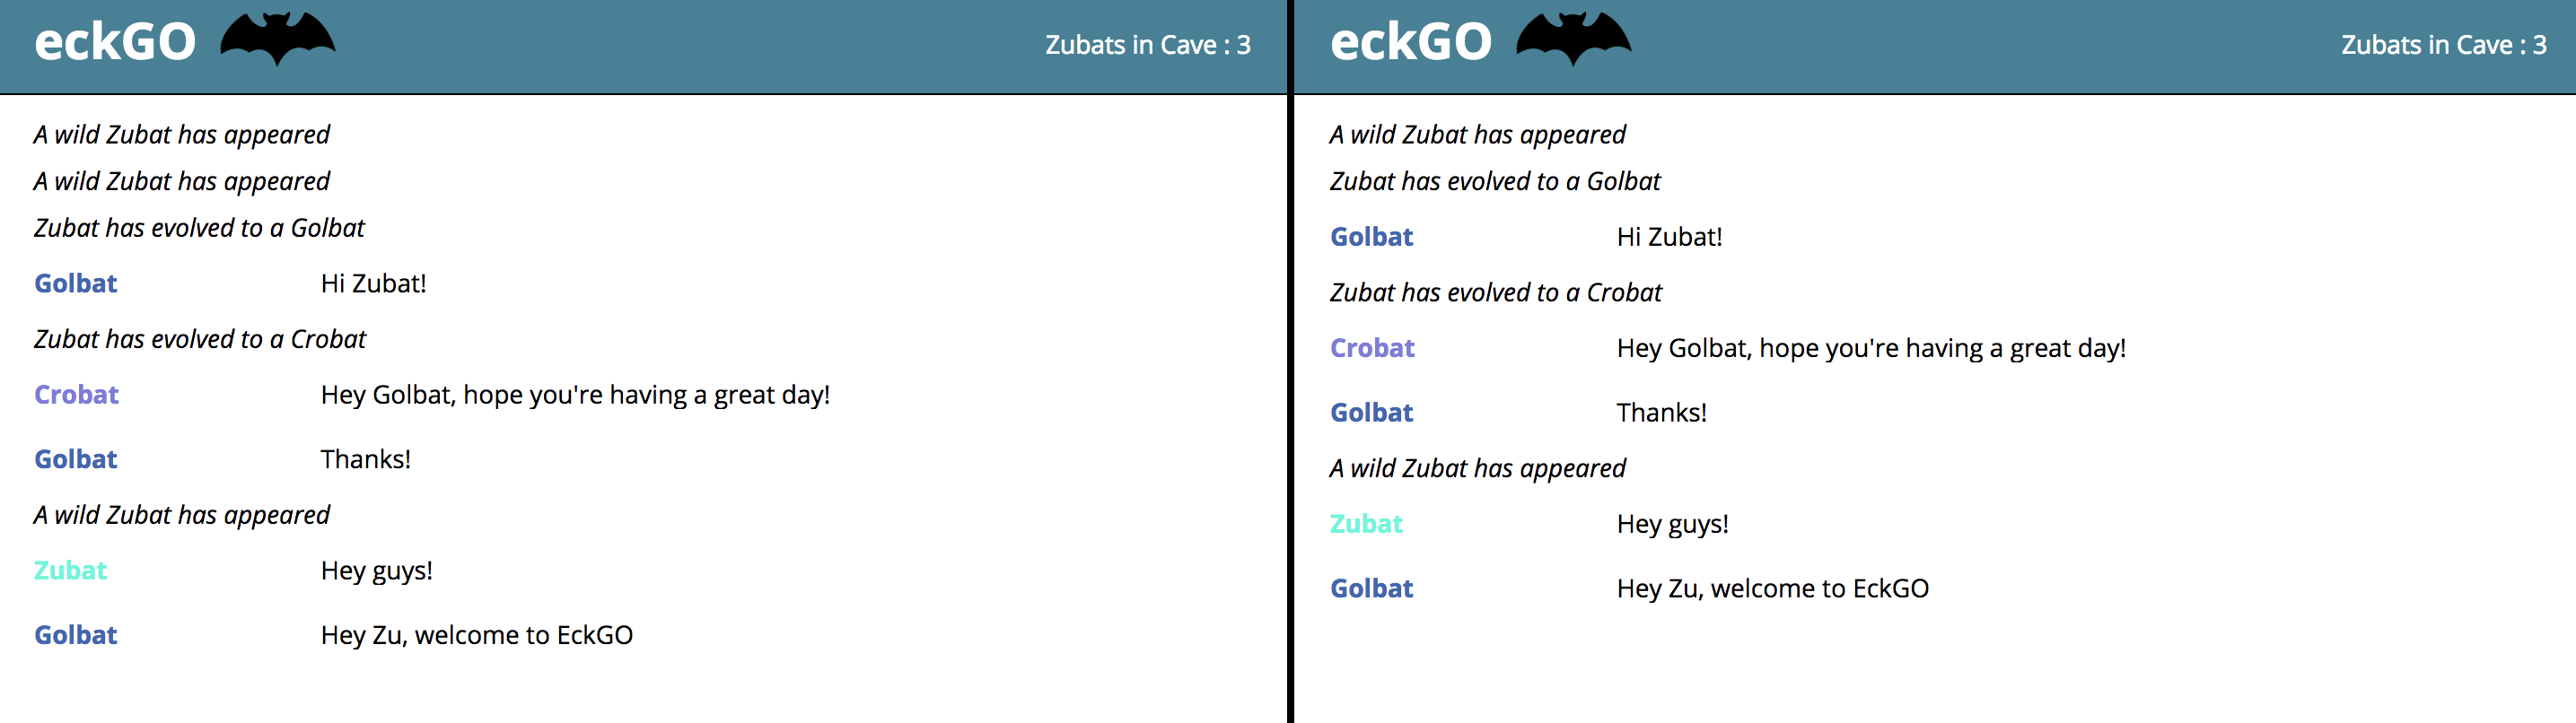 eckGO
Zubats in Cave : 3
A wild Zubat has appeared
A wild Zubat has appeared
Zubat has evolved to a Golbat
Golbat Hi Zubat!
Zubat has evolved to a Crobat
Crobat Hey Golbat, hope you're having a great day!
Golbat Thanks!
A wild Zubat has appeared
Zubat Hey guys!
Golbat Hey Zu, welcome to EckGO
eckGO
Zubats in Cave : 3
A wild Zubat has appeared
Zubat has evolved to a Golbat
Golbat Hi Zubat!
Zubat has evolved to a Crobat
Crobat Hey Golbat, hope you're having a great day!
Golbat Thanks!
A wild Zubat has appeared
Zubat Hey guys!
Golbat Hey Zu, welcome to EckGO